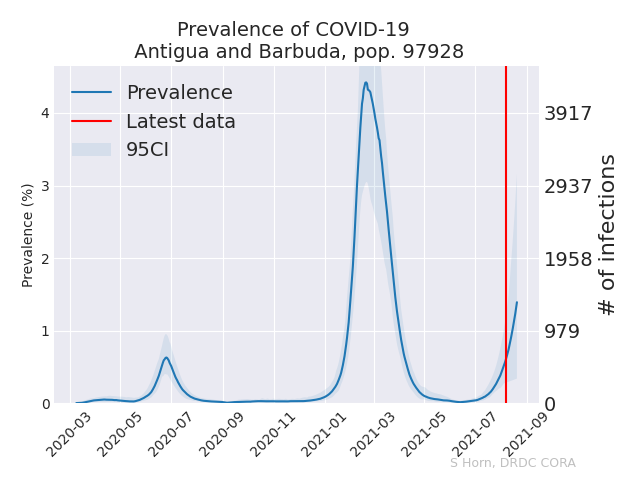 Prevalence of COVID-19
Antigua and Barbuda, pop. 97928
Prevalence
Latest data
95CI
Prevalence (%)
4
3
2
1
0
3917
2937
1958
979
0
# of infections
2020-03
2020-05
2020-07
2020-09
2020-11
2021-01
2021-03
2021-05
2021-07
2021-09
S Horn, DRDC CORA